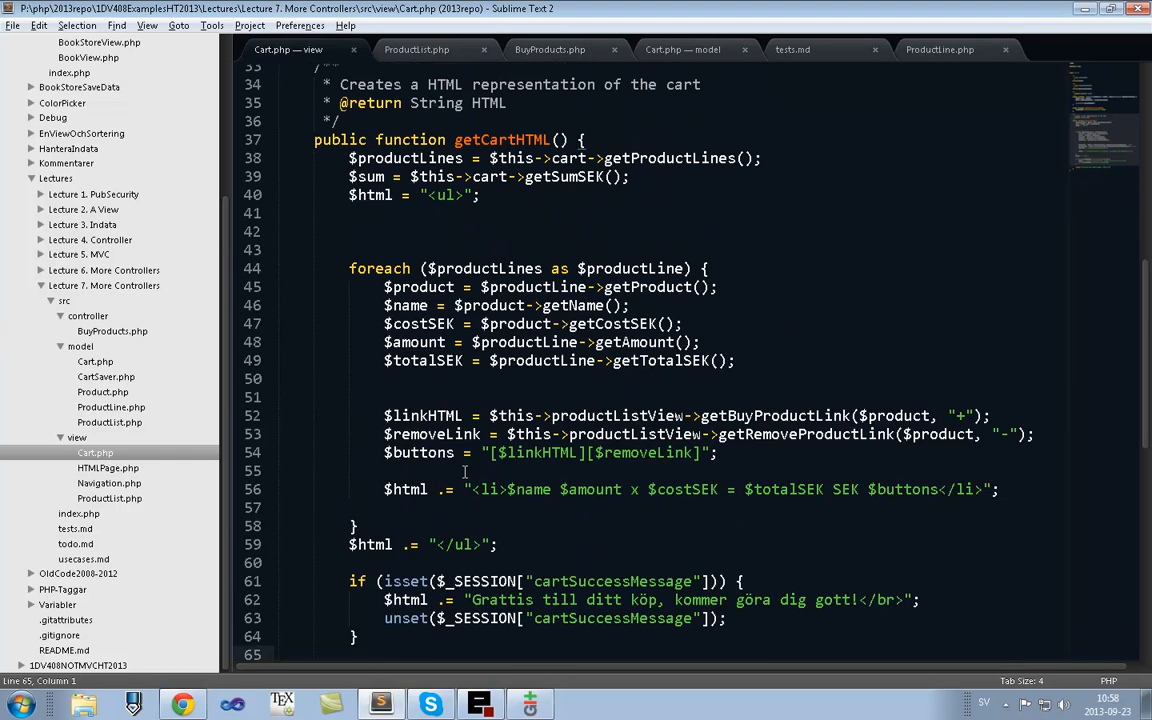 P:\php\2013repo\1DV408ExamplesHT2013\Lectures\Lecture 7. More Controllers\src\view\Cart.php (2013repo) - Sublime Text 2
File Edit Selection Find View Goto Tools Project Preferences Help
Cart.php — view
ProductList.php
BuyProducts.php
Cart.php — model
tests.md
ProductLine.php
BookStoreView.php
BookView.php
index.php
BookStoreSaveData
ColorPicker
Debug
EnViewOchSortering
HanteraIndata
Kommentarer
Lectures
Lecture 1. PubSecurity
Lecture 2. A View
Lecture 3. Indata
Lecture 4. Controller
Lecture 5. MVC
Lecture 6. More Controllers
Lecture 7. More Controllers
src
controller
BuyProducts.php
model
Cart.php
CartSaver.php
Product.php
ProductLine.php
ProductList.php
view
Cart.php
HTMLPage.php
Navigation.php
ProductList.php
index.php
tests.md
todo.md
usecases.md
OldCode2008-2012
PHP-Taggar
Variabler
.gitattributes
.gitignore
README.md
1DV408NOTMVCHT2013
33 /**
34 * Creates a HTML representation of the cart
35 * @return String HTML
36 */
37 public function getCartHTML() {
38 $productLines = $this->cart->getProductLines();
39 $sum = $this->cart->getSumSEK();
40 $html = "<ul>";
41
42
43
44 foreach ($productLines as $productLine) {
45 $product = $productLine->getProduct();
46 $name = $product->getName();
47 $costSEK = $product->getCostSEK();
48 $amount = $productLine->getAmount();
49 $totalSEK = $productLine->getTotalSEK();
50
51
52 $linkHTML = $this->productListView->getBuyProductLink($product, "+");
53 $removeLink = $this->productListView->getRemoveProductLink($product, "-");
54 $buttons = "[$linkHTML][$removeLink]";
55
56 $html .= "<li>$name $amount x $costSEK = $totalSEK SEK $buttons</li>";
57
58 }
59 $html .= "</ul>";
60
61 if (isset($_SESSION["cartSuccessMessage"])) {
62 $html .= "Grattis till ditt köp, kommer göra dig gott!</br>";
63 unset($_SESSION["cartSuccessMessage"]);
64 }
65
Line 65, Column 1
Tab Size: 4
PHP
TEX
SV
10:58
2013-09-23